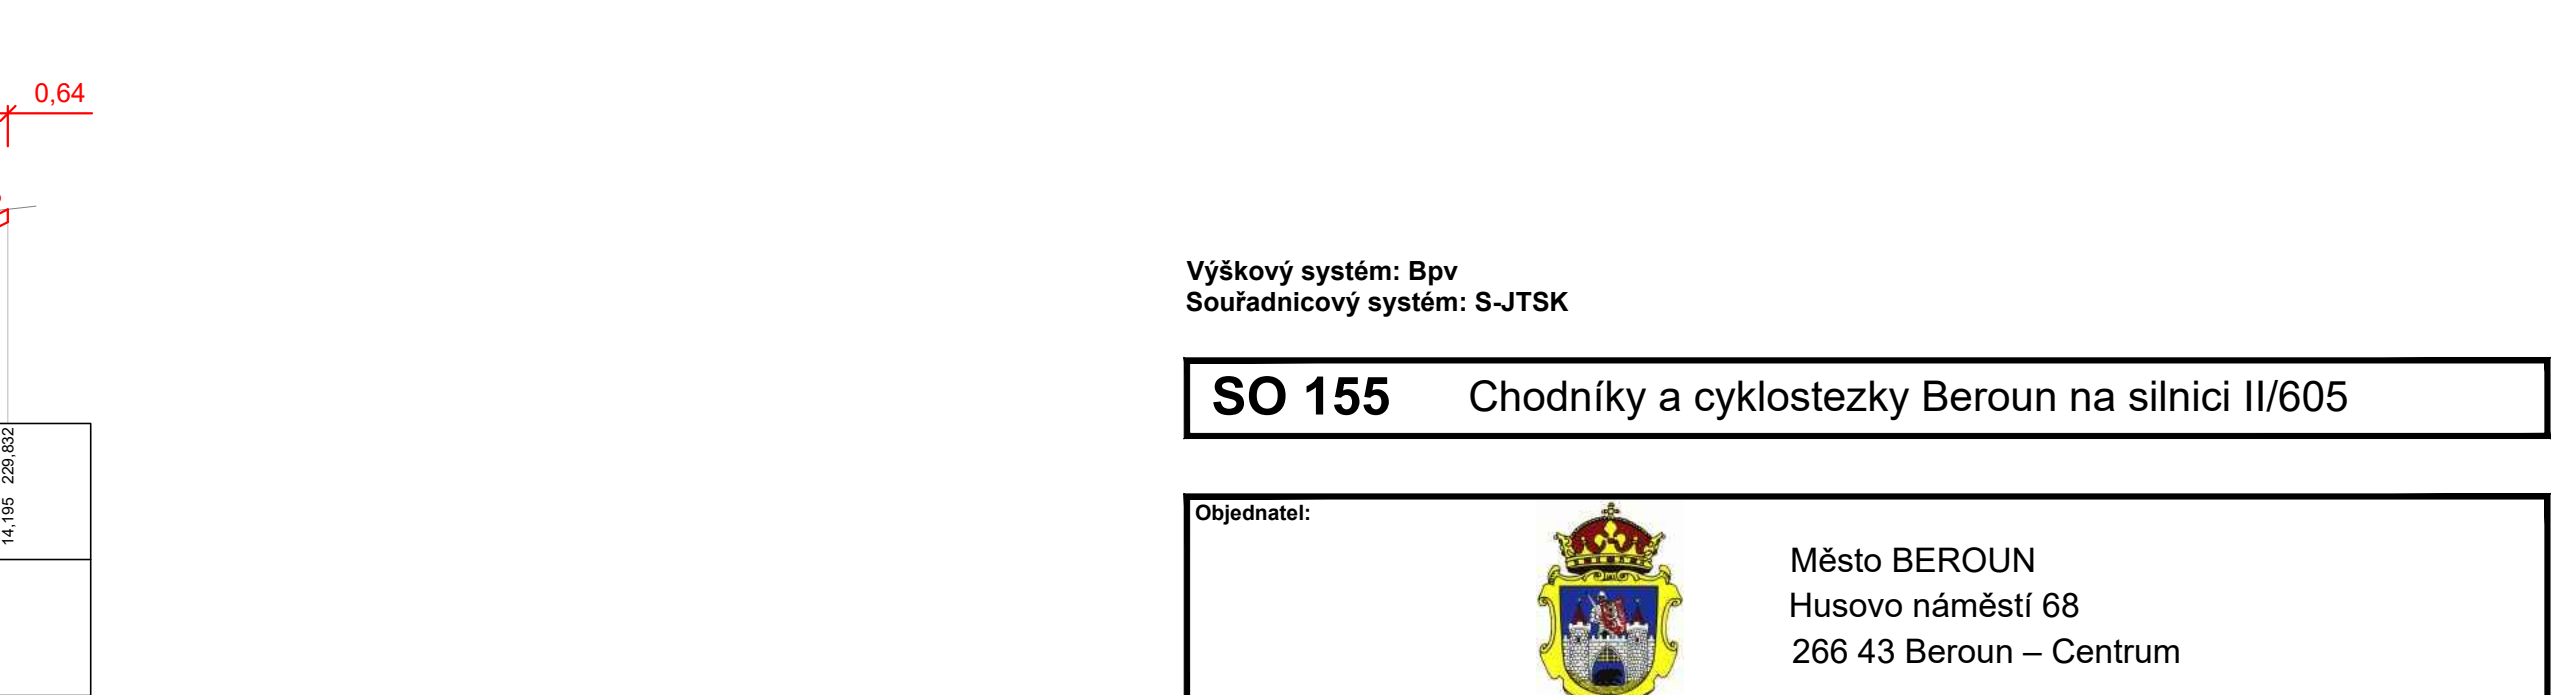 0,64
Výškový systém: Bpv
Souřadnicový systém: S-JTSK
SO 155 Chodníky a cyklostezky Beroun na silnici II/605
14,195 229,832
Objednatel:
Město BEROUN
Husovo náměstí 68
266 43 Beroun – Centrum